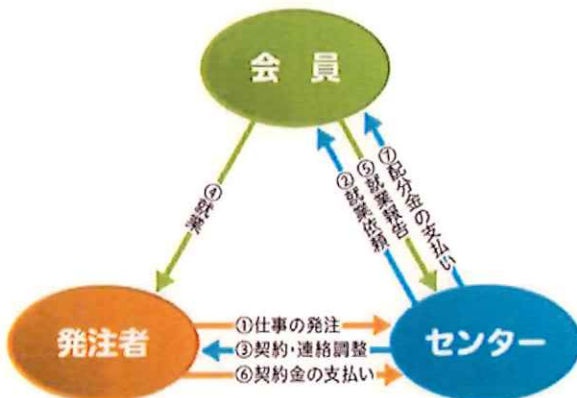 会員
④就業
②就業依頼
⑤就業報告
⑦配分金の支払い
発注者
①仕事の発注
③契約・連絡調整
⑥契約金の支払い
センター